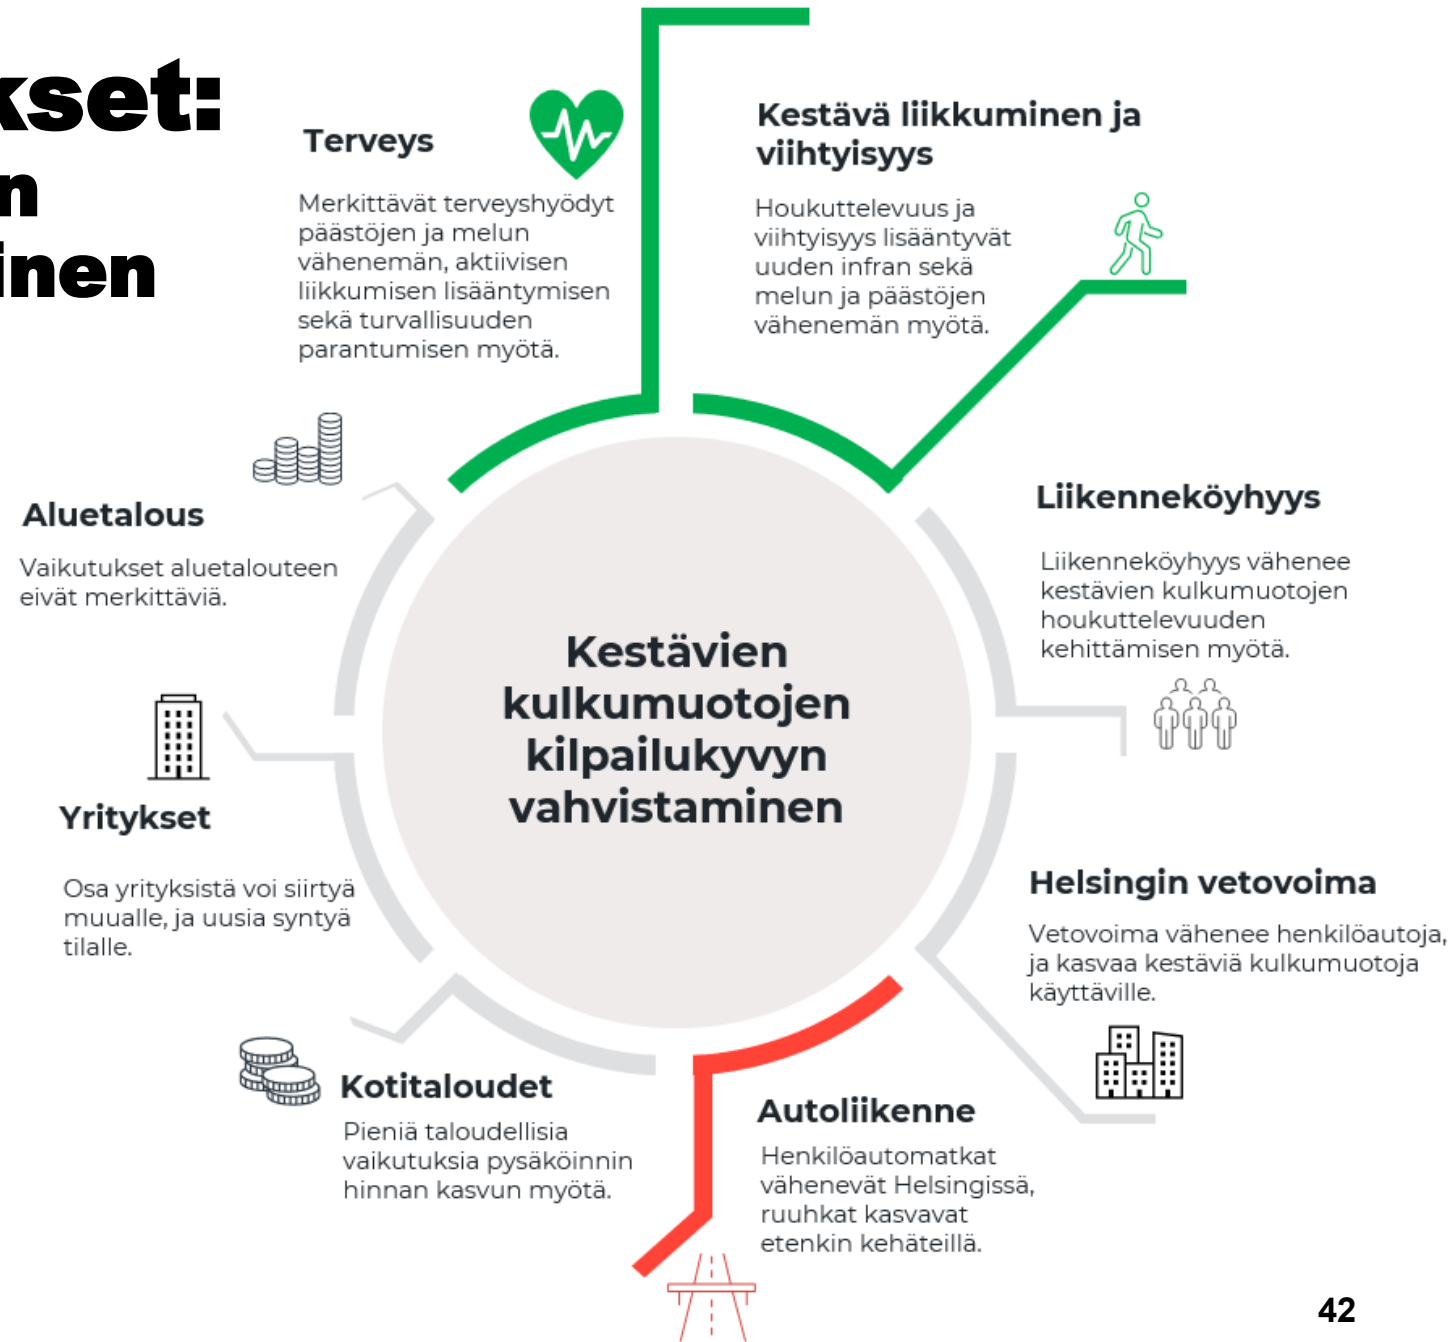 kset:
n
inen
Terveys
Merkittävät terveyshyödyt
päästöjen ja melun
vähenemän, aktiivisen
liikkumisen lisääntymisen
sekä turvallisuuden
parantumisen myötä.
Kestävä liikkuminen ja
viihtyisyys
Houkuttelevuus ja
viihtyisyys lisääntyvät
uuden infran sekä
melun ja päästöjen
vähenemän myötä.
Aluetalous
Vaikutukset aluetalouteen
eivät merkittäviä.
Liikenneköyhyys
Liikenneköyhyys vähenee
kestävien kulkumuotojen
houkuttelevuuden
kehittämisen myötä.
Kestävien
kulkumuotojen
kilpailukyvyn
vahvistaminen
Yritykset
Osa yrityksistä voi siirtyä
muualle, ja uusia syntyä
tilalle.
Helsingin vetovoima
Vetovoima vähenee henkilöautoja,
ja kasvaa kestäviä kulkumuotoja
käyttäville.
Kotitaloudet
Pieniä taloudellisia
vaikutuksia pysäköinnin
hinnan kasvun myötä.
Autoliikenne
Henkilöautomatkat
vähenevät Helsingissä,
ruuhkat kasvavat
etenkin kehäteillä.
42